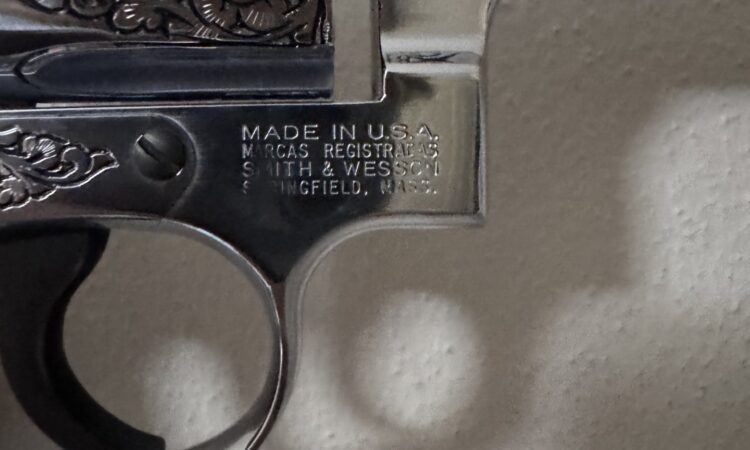 MADE IN U.S.A.
MARCAS REGISTRADAS
SMITH & WESSON
SPRINGFIELD, MASS.